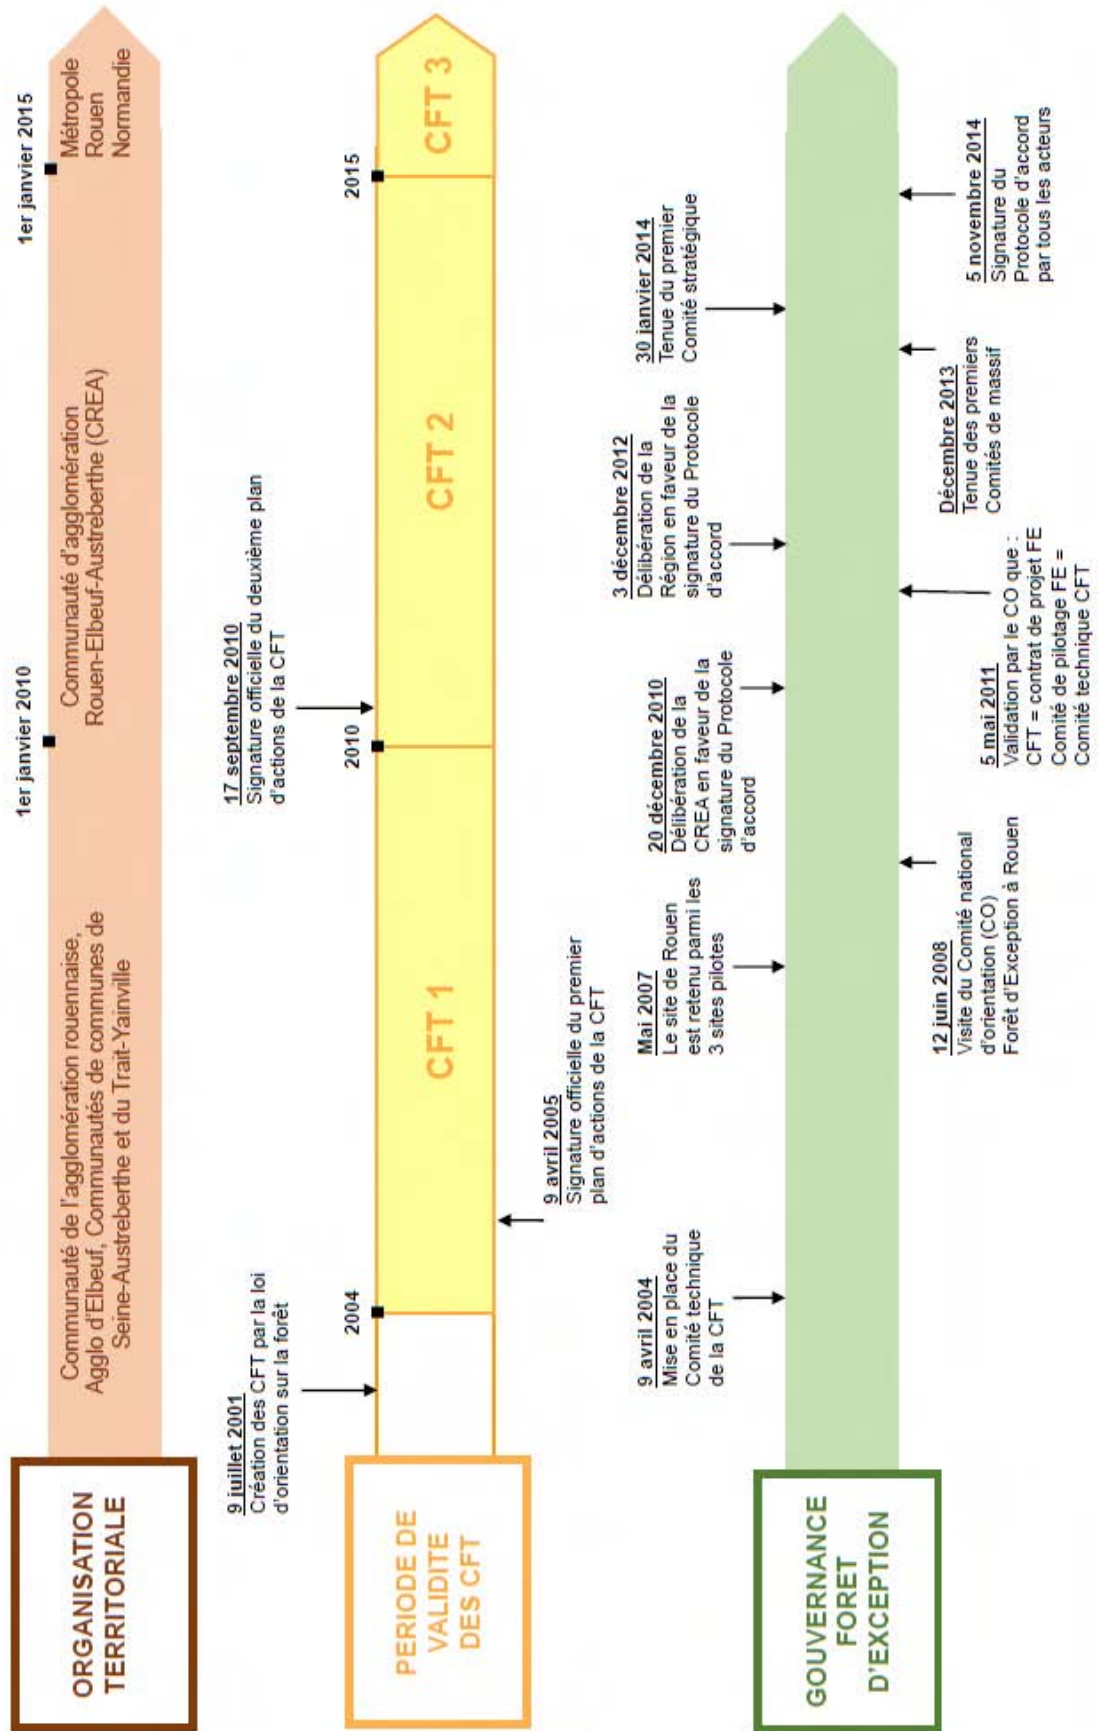 ORGANISATION
TERRITORIALE
Communauté de l'agglomération rouennaise,
Agglo d'Elbeuf, Communautés de communes de
Seine-Austreberthe et du Trait-Yainville
1er janvier 2010
Communauté d'agglomération
Rouen-Elbeuf-Austreberthe (CREA)
1er janvier 2015
Métropole
Rouen
Normandie
PERIODE DE
VALIDITE
DES CFT
9 juillet 2001
Création des CFT par la loi
d'orientation sur la forêt
2004
CFT 1
9 avril 2005
Signature officielle du premier
plan d'actions de la CFT
17 septembre 2010
Signature officielle du deuxième plan
d'actions de la CFT
2010
CFT 2
2015
CFT 3
GOUVERNANCE
FORET
D'EXCEPTION
9 avril 2004
Mise en place du
Comité technique
de la CFT
Mai 2007
Le site de Rouen
est retenu parmi les
3 sites pilotes
20 décembre 2010
Délibération de la
CREA en faveur de la
signature du Protocole
d'accord
3 décembre 2012
Délibération de la
Région en faveur de la
signature du Protocole
d'accord
30 janvier 2014
Tenue du premier
Comité stratégique
12 juin 2008
Visite du Comité national
d'orientation (CO)
Forêt d'Exception à Rouen
5 mai 2011
Validation par le CO que :
CFT = contrat de projet FE
Comité de pilotage FE =
Comité technique CFT
Décembre 2013
Tenue des premiers
Comités de massif
5 novembre 2014
Signature du
Protocole d'accord
par tous les acteurs